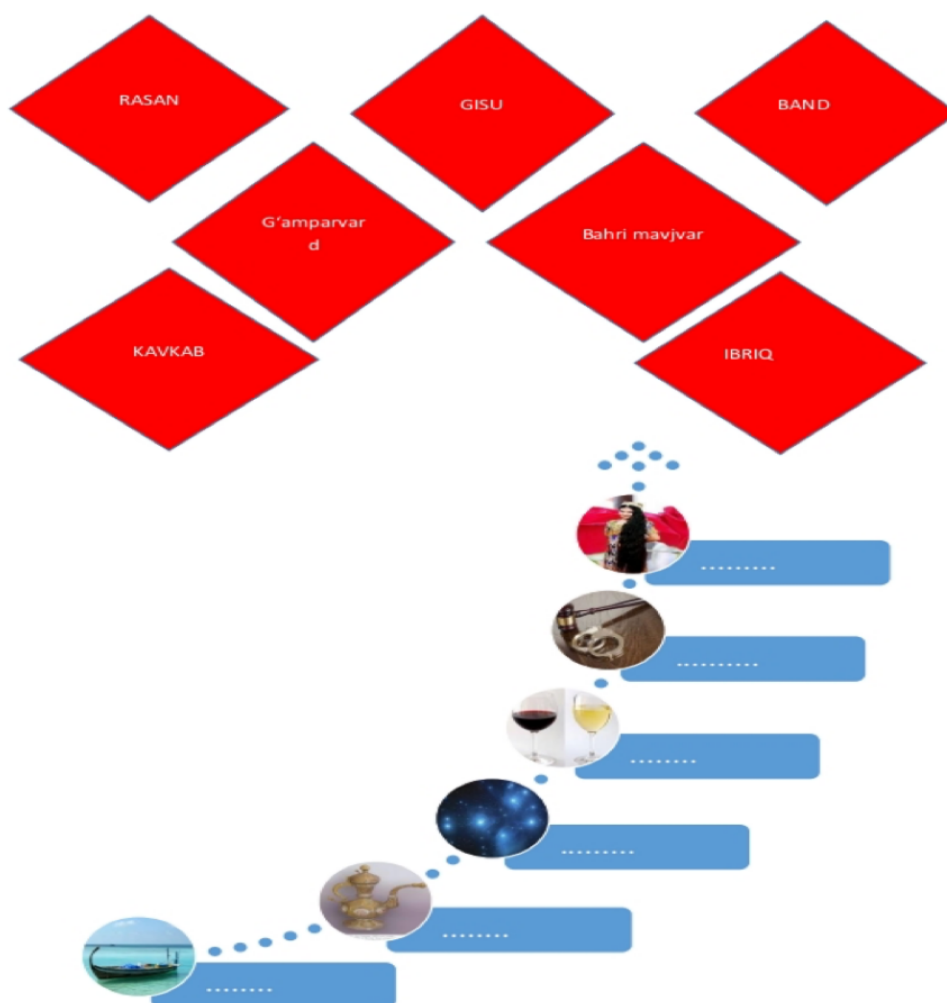 RASAN
GISU
BAND
G‘amparvar
d
Bahri mavjvar
KAVKAB
IBRIQ
.........
..........
........
.........
........
........